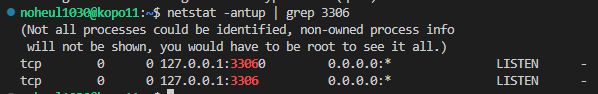 noheul1030@kopo11:~$ netstat -antup | grep 3306
(Not all processes could be identified, non-owned process info
 will not be shown, you would have to be root to see it all.)
tcp        0      0 127.0.0.1:33060         0.0.0.0:*               LISTEN      -
tcp        0      0 127.0.0.1:3306          0.0.0.0:*               LISTEN      -